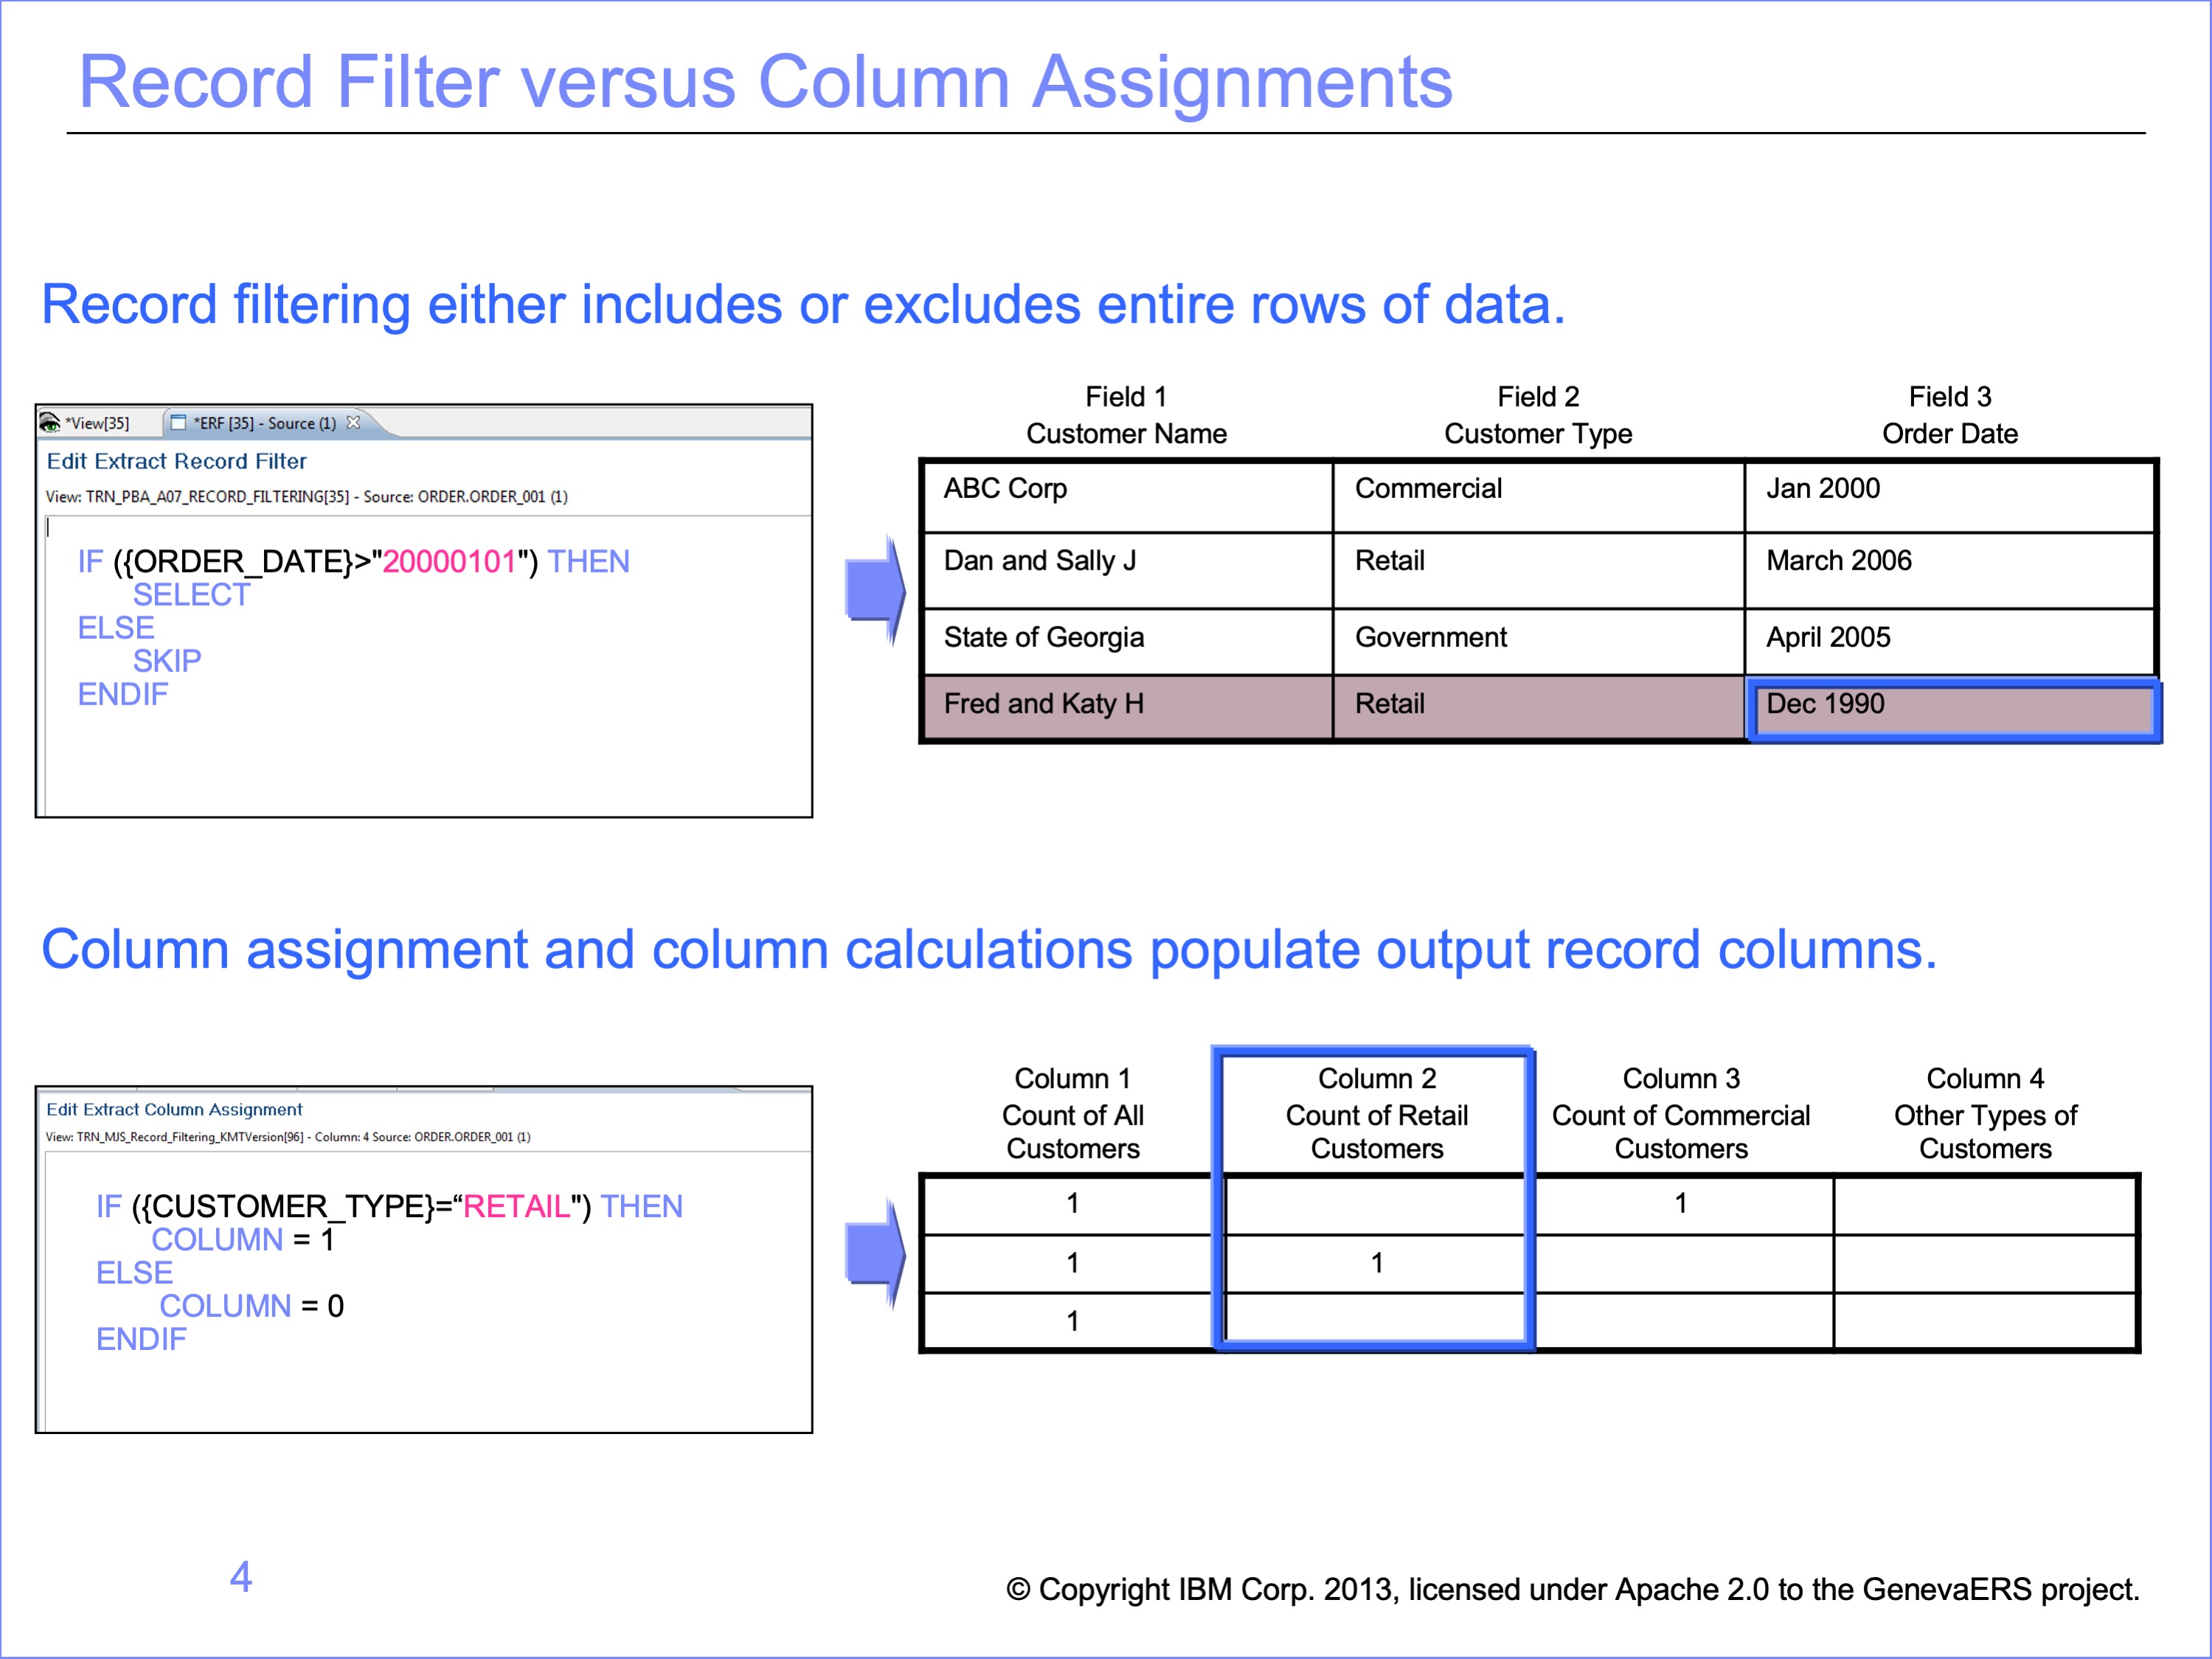 Record Filter versus Column Assignments
Record filtering either includes or excludes entire rows of data.
*View[35]
*ERF [35] - Source (1)
Edit Extract Record Filter
View: TRN_PBA_A07_RECORD_FILTERING[35] - Source: ORDER.ORDER_001 (1)
IF ({ORDER_DATE}>"20000101") THEN
SELECT
ELSE
SKIP
ENDIF
Field 1 Field 2 Field 3
Customer Name Customer Type Order Date
ABC Corp Commercial Jan 2000
Dan and Sally J Retail March 2006
State of Georgia Government April 2005
Fred and Katy H Retail Dec 1990
Column assignment and column calculations populate output record columns.
Edit Extract Column Assignment
View: TRN_MJS_Record_Filtering_KMTVersion[96] - Column: 4 Source: ORDER.ORDER_001 (1)
IF ({CUSTOMER_TYPE}=“RETAIL") THEN
COLUMN = 1
ELSE
COLUMN = 0
ENDIF
Column 1 Column 2 Column 3 Column 4
Count of All Count of Retail Count of Commercial Other Types of
Customers Customers Customers Customers
1 1
1 1
1
4
© Copyright IBM Corp. 2013, licensed under Apache 2.0 to the GenevaERS project.